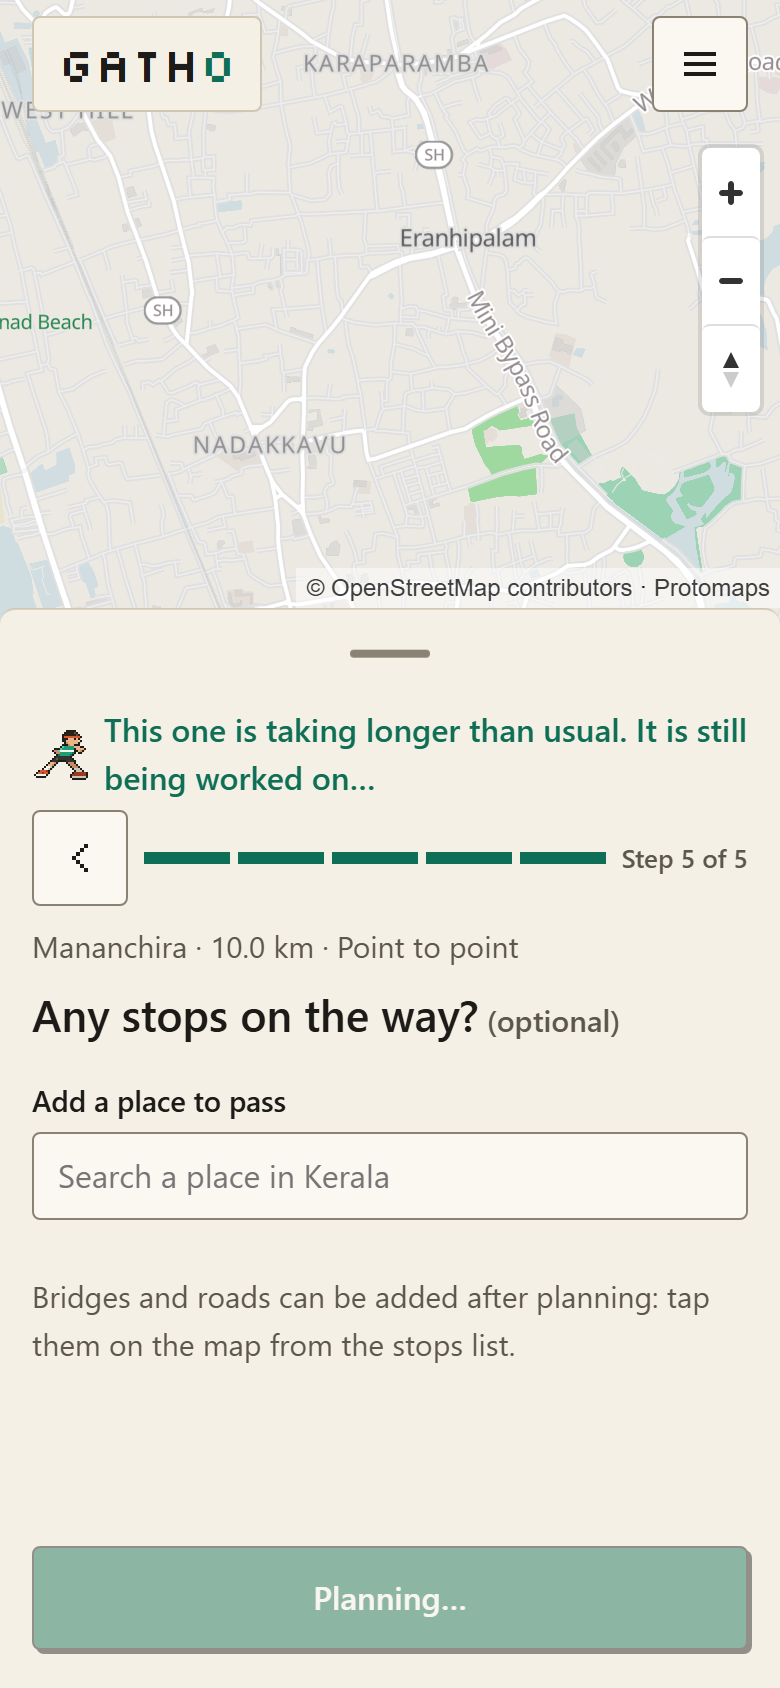 GATHO
KARAPARAMBA
WEST HILL
SH
Eranhipalam
SH
nad Beach
Mini Bypass Road
NADAKKAVU
© OpenStreetMap contributors · Protomaps
This one is taking longer than usual. It is still
being worked on...
Step 5 of 5
Mananchira · 10.0 km · Point to point
Any stops on the way? (optional)
Add a place to pass
Search a place in Kerala
Bridges and roads can be added after planning: tap
them on the map from the stops list.
Planning...